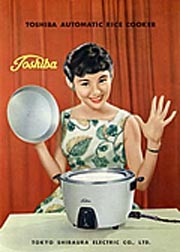 TOSHIBA AUTOMATIC RICE COOKER
Toshiba
TOKYO SHIBAURA ELECTRIC CO., LTD.